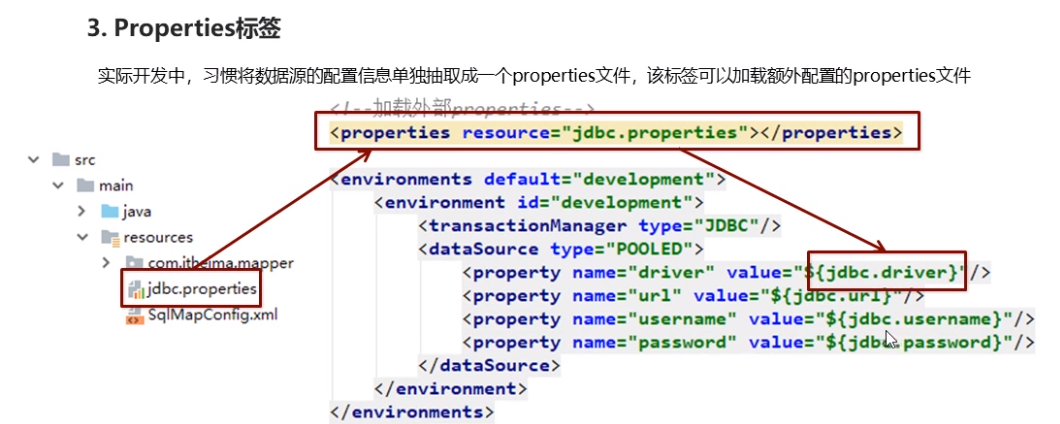 3. Properties标签
实际开发中，习惯将数据源的配置信息单独抽取成一个properties文件，该标签可以加载额外配置的properties文件
<!--加载外部properties-->
<properties resource="jdbc.properties"></properties>
src
main
java
resources
com.itheima.mapper
jdbc.properties
SqlMapConfig.xml
<environments default="development">
<environment id="development">
<transactionManager type="JDBC"/>
<dataSource type="POOLED">
<property name="driver" value="${jdbc.driver}"/>
<property name="url" value="${jdbc.url}"/>
<property name="username" value="${jdbc.username}"/>
<property name="password" value="${jdbc.password}"/>
</dataSource>
</environment>
</environments>